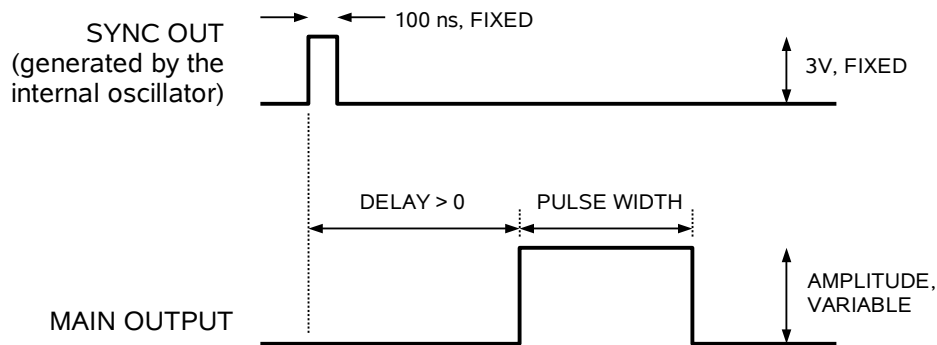 100 ns, FIXED
SYNC OUT
(generated by the
internal oscillator)
3V, FIXED
DELAY > 0
PULSE WIDTH
AMPLITUDE,
VARIABLE
MAIN OUTPUT